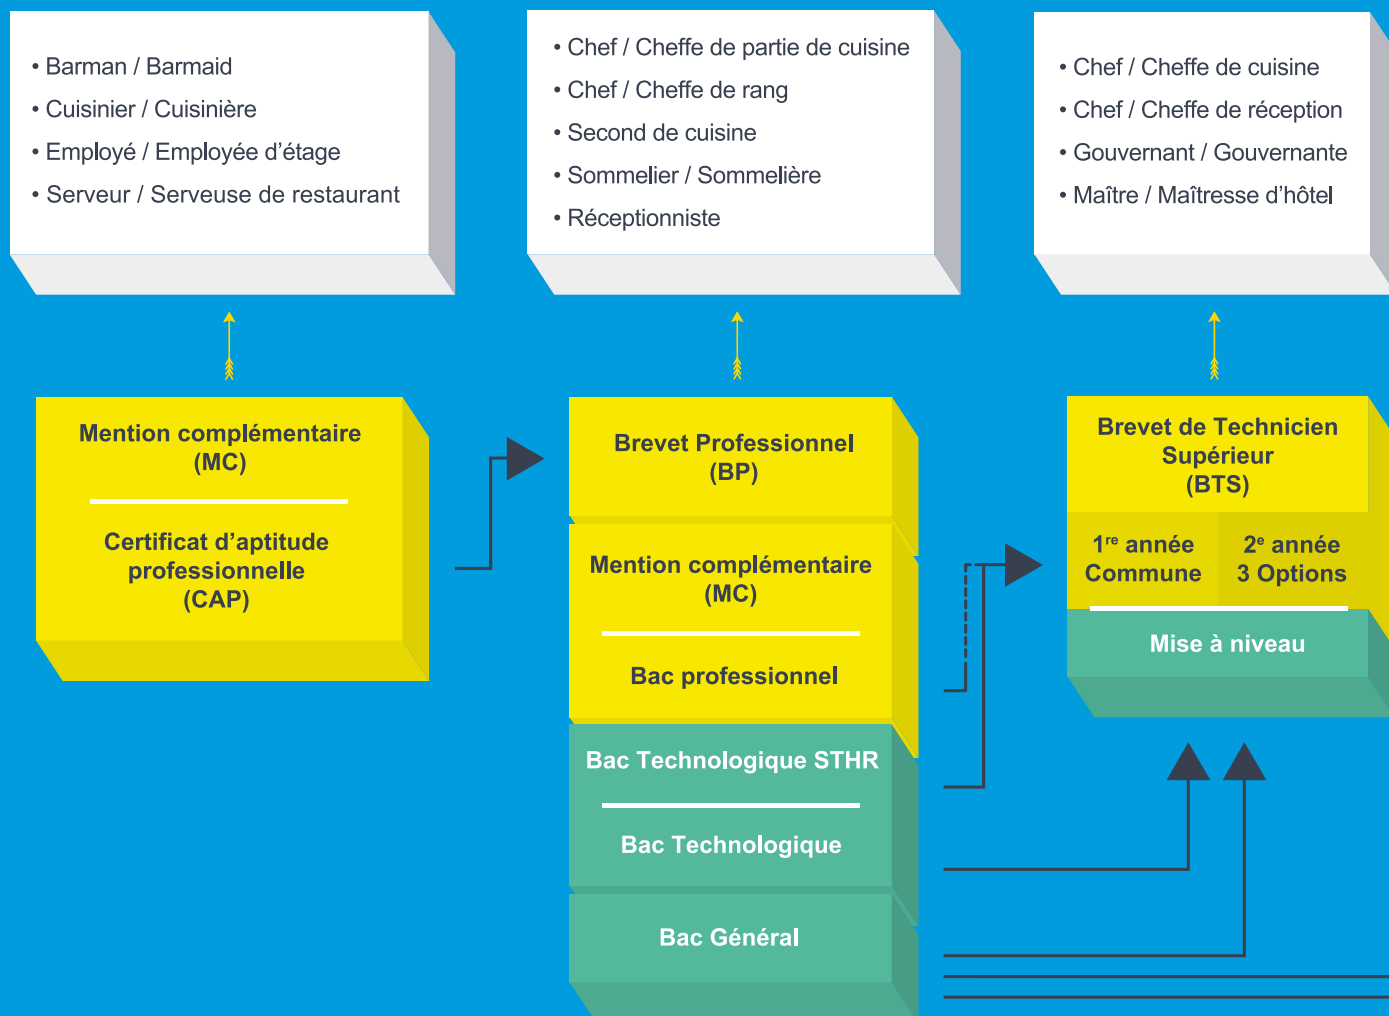 • Barman / Barmaid
• Cuisinier / Cuisinière
• Employé / Employée d'étage
• Serveur / Serveuse de restaurant
• Chef / Cheffe de partie de cuisine
• Chef / Cheffe de rang
• Second de cuisine
• Sommelier / Sommelière
• Réceptionniste
• Chef / Cheffe de cuisine
• Chef / Cheffe de réception
• Gouvernant / Gouvernante
• Maître / Maîtresse d'hôtel
Mention complémentaire
(MC)
Certificat d'aptitude
professionnelle
(CAP)
Brevet Professionnel
(BP)
Mention complémentaire
(MC)
Bac professionnel
Bac Technologique STHR
Bac Technologique
Bac Général
Brevet de Technicien
Supérieur
(BTS)
1re année
Commune
2e année
3 Options
Mise à niveau